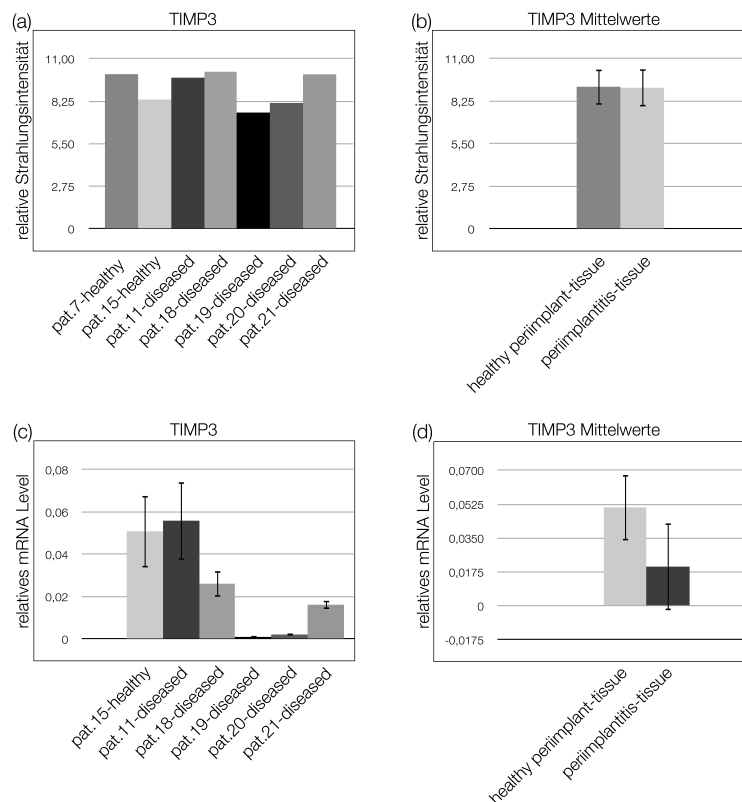 (a)
TIMP3
relative Strahlungsintensität
11,00
8,25
5,50
2,75
0
pat.7-healthy
pat.15-healthy
pat.11-diseased
pat.18-diseased
pat.19-diseased
pat.20-diseased
pat.21-diseased
(b)
TIMP3 Mittelwerte
relative Strahlungsintensität
11,00
8,25
5,50
2,75
0
healthy periimplant-tissue
periimplantitis-tissue
(c)
TIMP3
relatives mRNA Level
0,08
0,06
0,04
0,02
0
pat.15-healthy
pat.11-diseased
pat.18-diseased
pat.19-diseased
pat.20-diseased
pat.21-diseased
(d)
TIMP3 Mittelwerte
relatives mRNA Level
0,0700
0,0525
0,0350
0,0175
0
-0,0175
healthy periimplant-tissue
periimplantitis-tissue